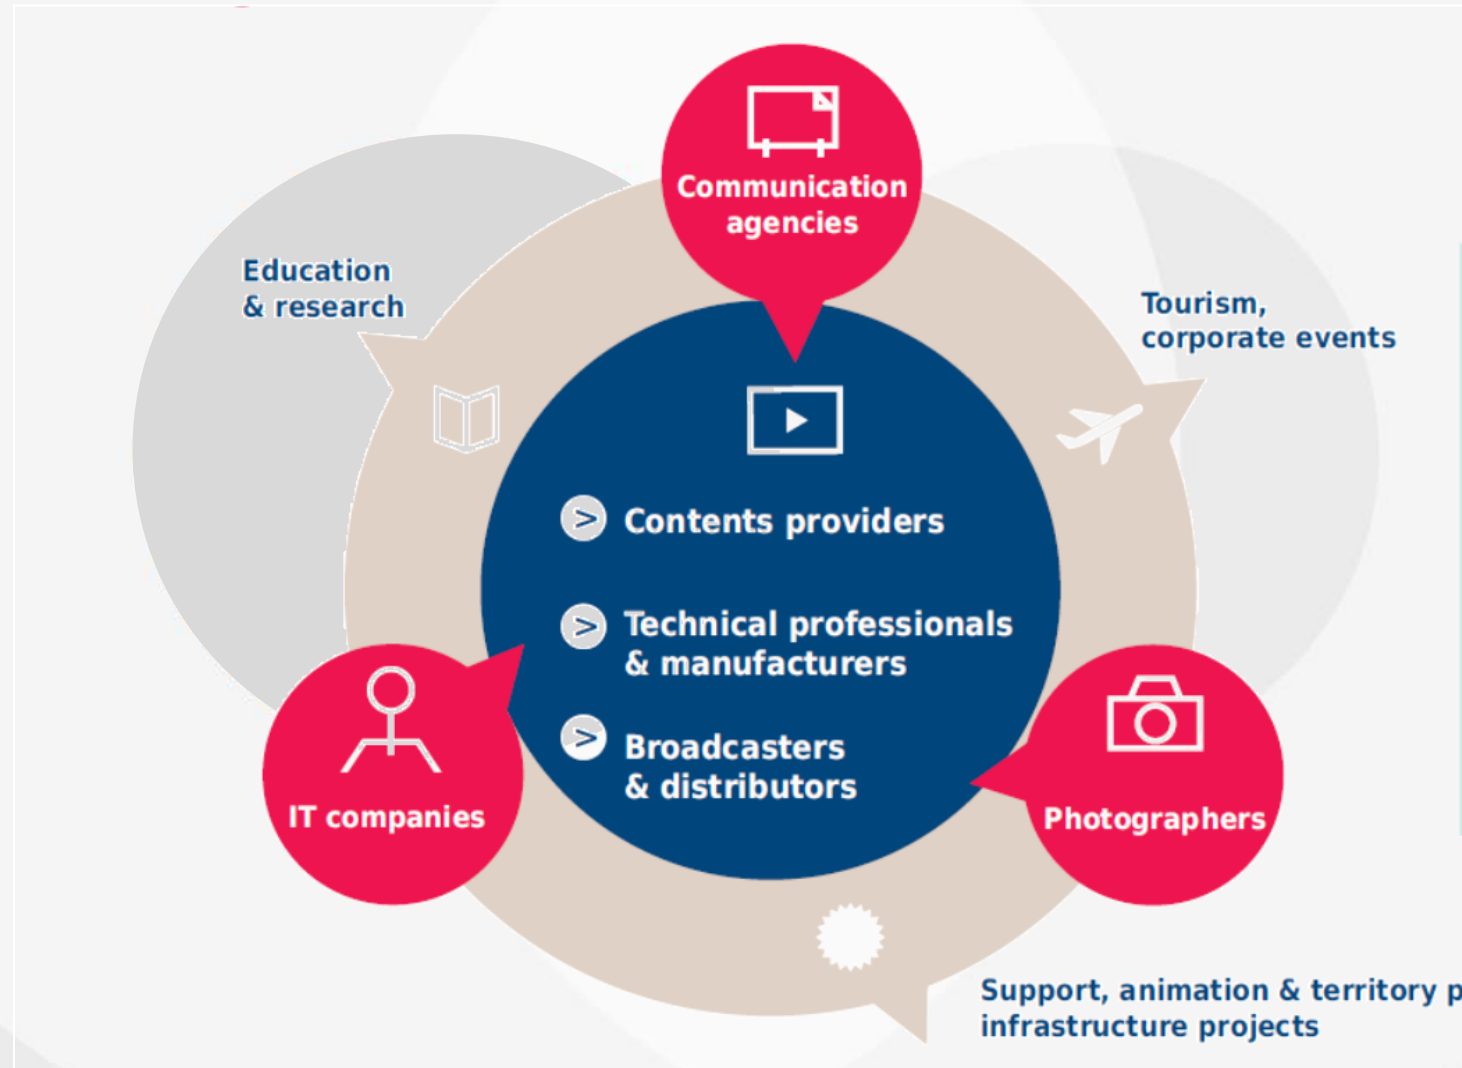 Communication
agencies
Education
& research
Tourism,
corporate events
Contents providers
Technical professionals
& manufacturers
Broadcasters
& distributors
IT companies
Photographers
Support, animation & territory p
infrastructure projects